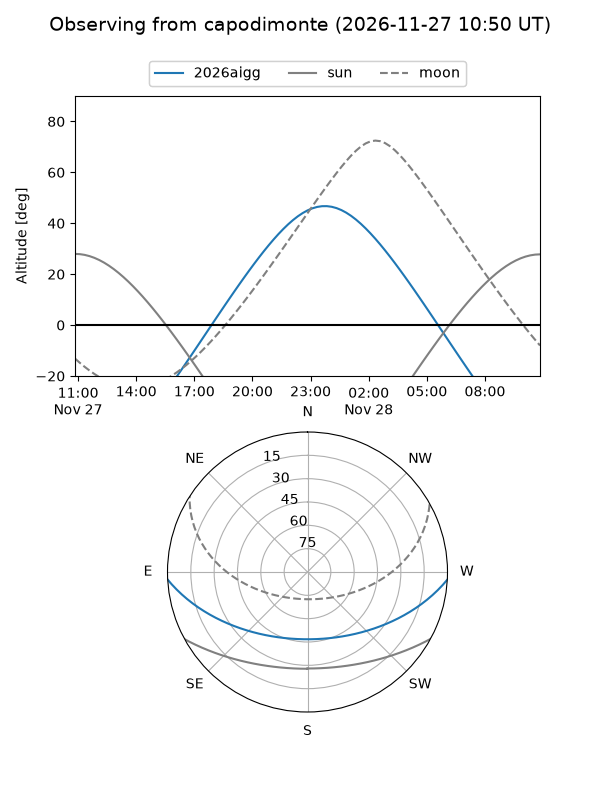 Observing from capodimonte (2026-11-27 10:50 UT)
2026aigg sun moon
80
60
40
20
0
−20
Altitude [deg]
11:00 14:00 17:00 20:00 23:00 02:00 05:00 08:00
Nov 27 Nov 28
N
NE NW
15
30
45
60
75
E W
SE SW
S